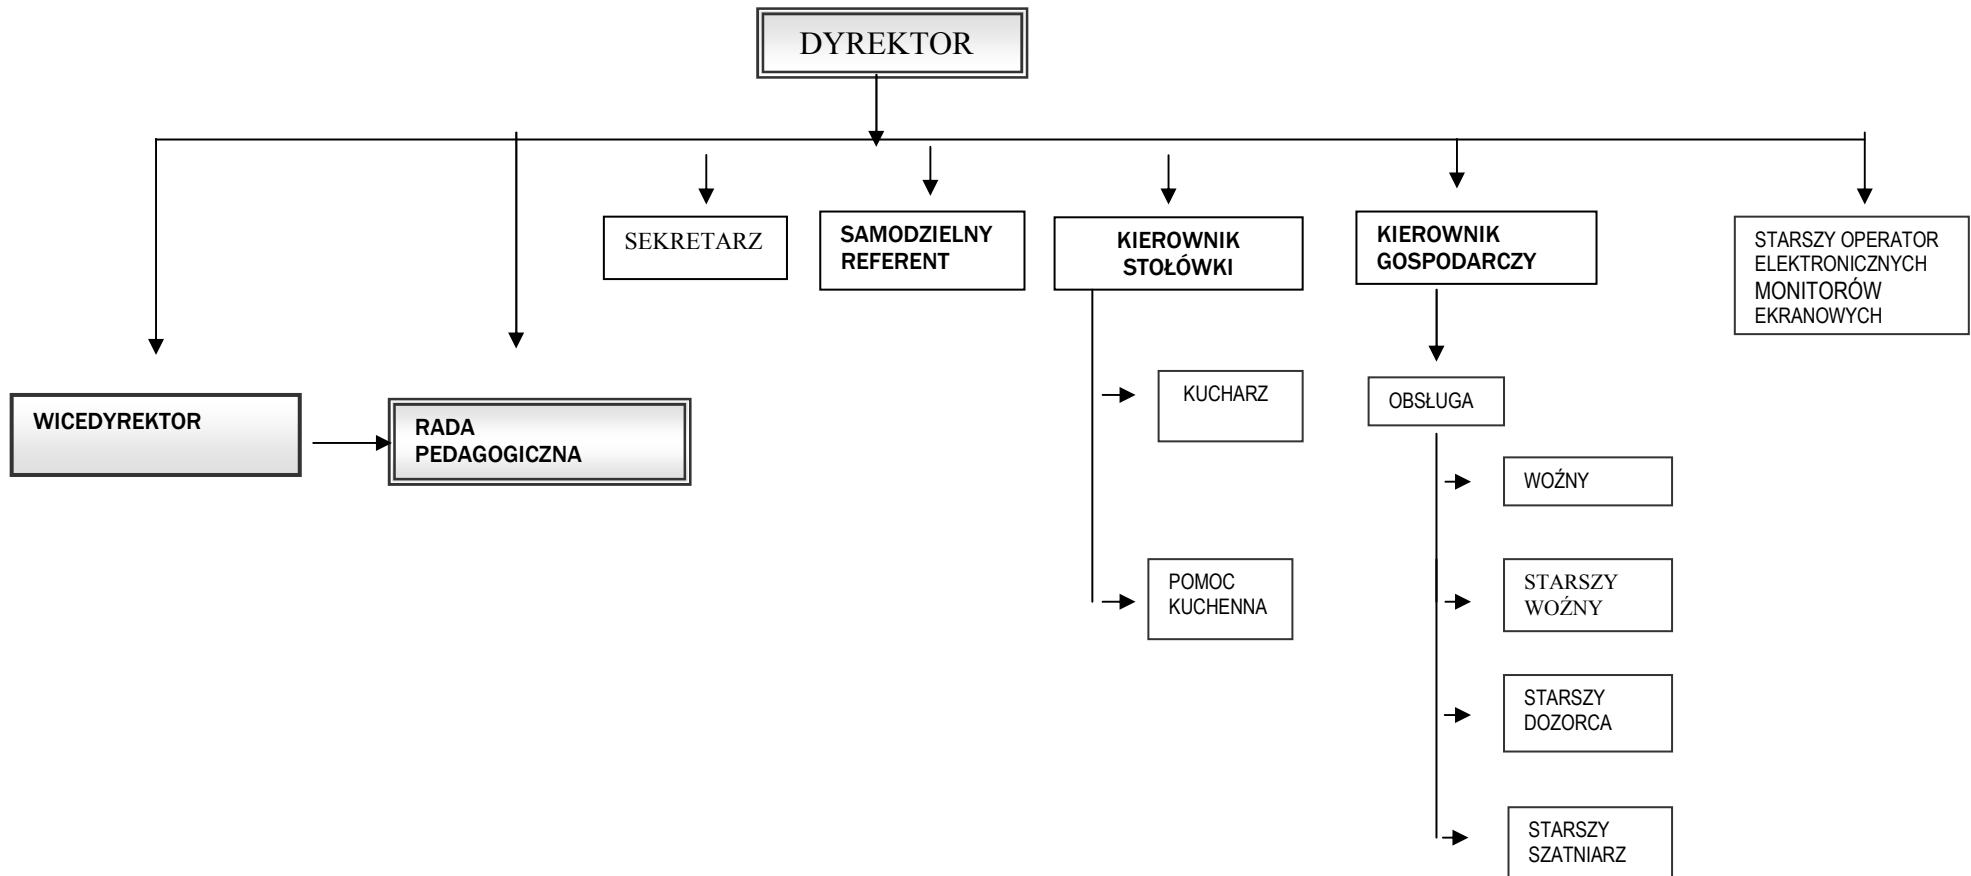 DYREKTOR
SEKRETARZ
SAMODZIELNY
REFERENT
KIEROWNIK
STOŁÓWKI
KIEROWNIK
GOSPODARCZY
STARSZY OPERATOR
ELEKTRONICZNYCH
MONITORÓW
EKRANOWYCH
WICEDYREKTOR
RADA
PEDAGOGICZNA
KUCHARZ
POMOC
KUCHENNA
OBSŁUGA
WOŹNY
STARSZY
WOŹNY
STARSZY
DOZORCA
STARSZY
SZATNIARZ